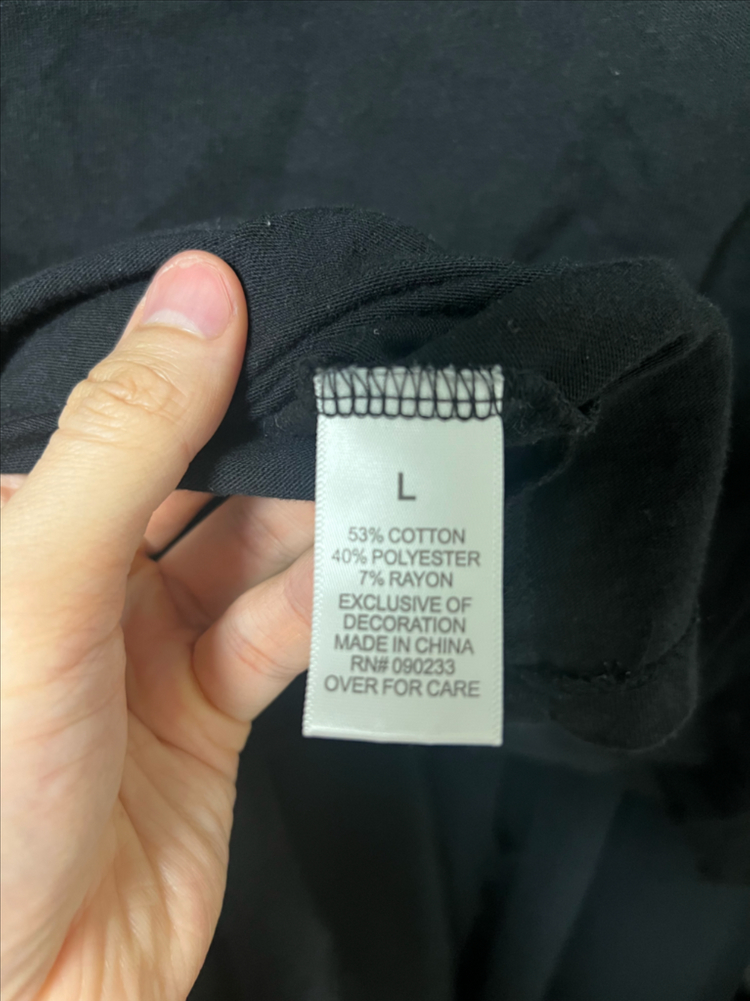 L
53% COTTON
40% POLYESTER
7% RAYON
EXCLUSIVE OF
DECORATION
MADE IN CHINA
RN# 090233
OVER FOR CARE